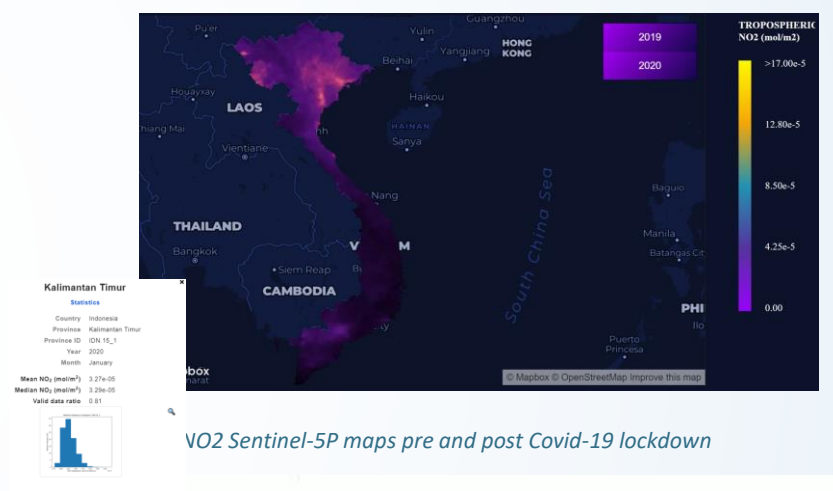 Guangzhou
Pu'er
Yulin
HONG
KONG
Yangjiang
Beihai
2019
2020
TROPOSPHERIC
NO2 (mol/m2)
>17.00e-5
12.80e-5
8.50e-5
4.25e-5
0.00
Houayxay
LAOS
Haikou
Chiang Mai
HAINAN
Sanya
nh
Vientiane
Nang
Baguio
South China Sea
THAILAND
Bangkok
V
M
Manila
Batangas Cit
Siem Reap
CAMBODIA
PHI
Ilo
Puerto
Princesa
© Mapbox © OpenStreetMap Improve this map
Kalimantan Timur
×
Statistics
Country Indonesia
Province Kalimantan Timur
Province ID IDN.15_1
Year 2020
Month January
Mean NO₂ (mol/m²) 3.27e-05
Median NO₂ (mol/m²) 3.29e-05
Valid data ratio 0.81
NO2 Sentinel-5P maps pre and post Covid-19 lockdown